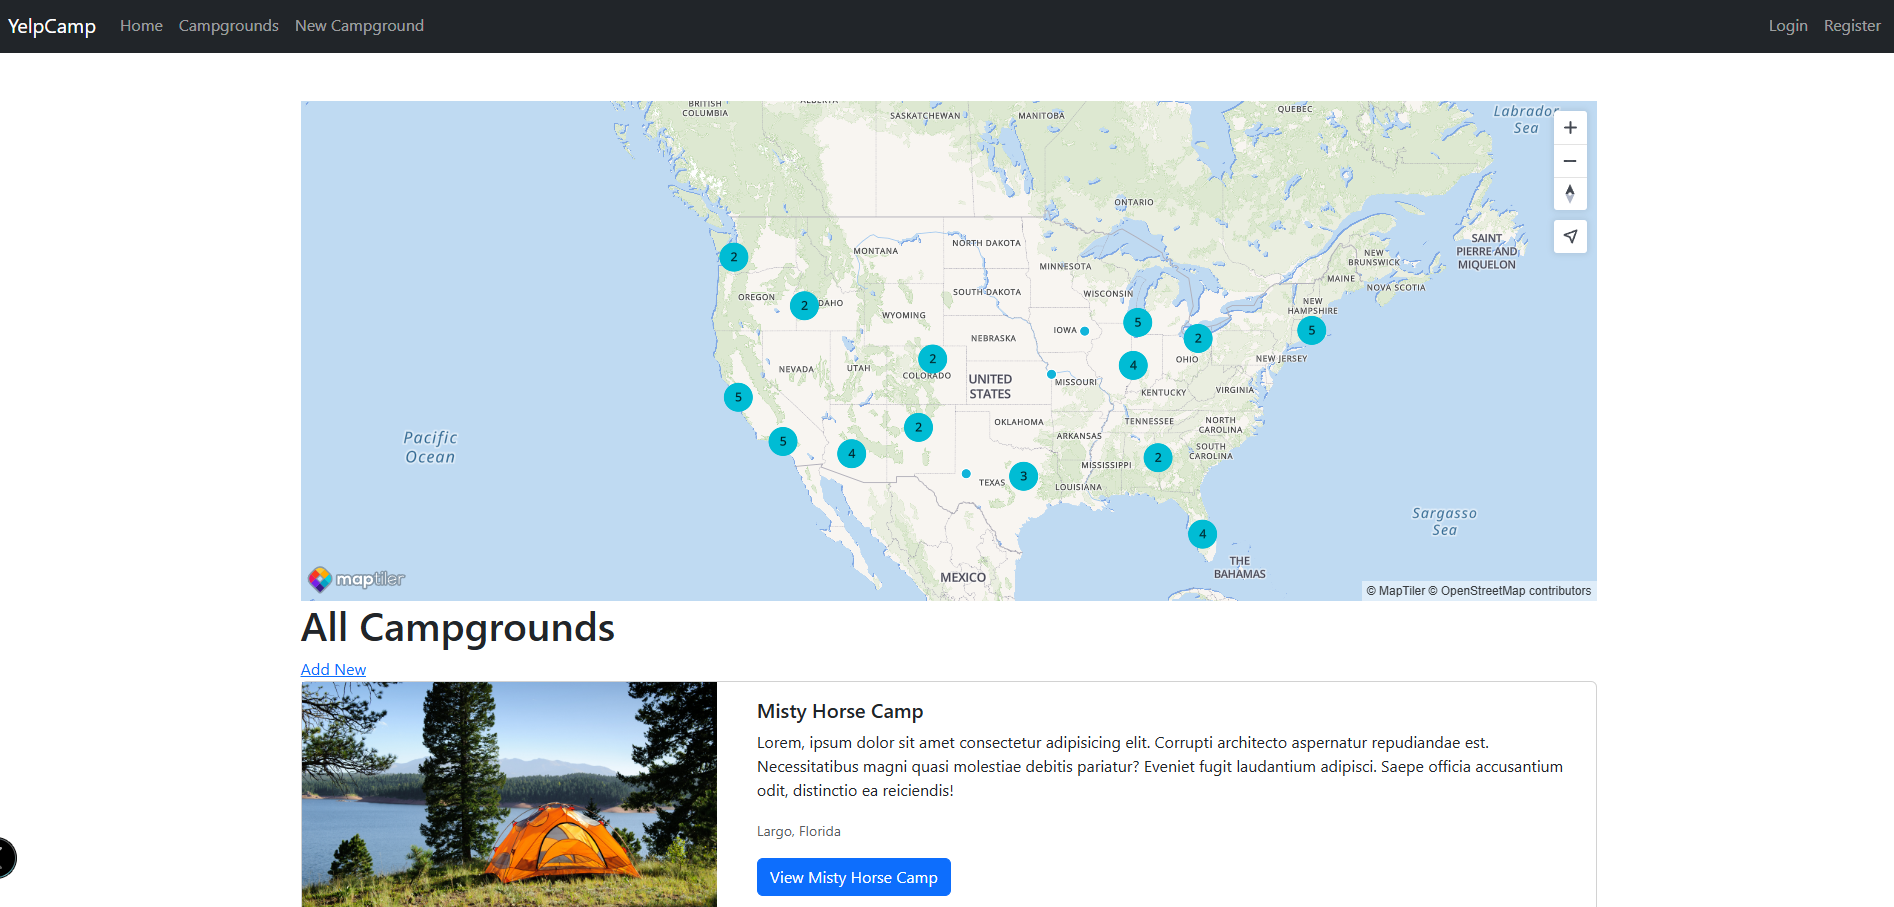 YelpCamp Home Campgrounds New Campground Login Register
BRITISH
COLUMBIA
ALBERTA
SASKATCHEWAN
MANITOBA
QUEBEC
Labrador
Sea
ONTARIO
MONTANA
NORTH DAKOTA
MINNESOTA
SAINT
PIERRE AND
MIQUELON
NEW
BRUNSWICK
MAINE
NOVA SCOTIA
2
OREGON
2
IDAHO
WYOMING
SOUTH DAKOTA
WISCONSIN
NEW
HAMPSHIRE
5
IOWA
5
2
NEBRASKA
NEVADA
UTAH
2
COLORADO
UNITED
STATES
MISSOURI
4
OHIO
NEW JERSEY
KENTUCKY
VIRGINIA
5
5
4
2
OKLAHOMA
ARKANSAS
TENNESSEE
NORTH
CAROLINA
SOUTH
CAROLINA
MISSISSIPPI
2
TEXAS
3
LOUISIANA
4
Pacific
Ocean
Sargasso
Sea
THE
BAHAMAS
MEXICO
maptiler
© MapTiler © OpenStreetMap contributors
All Campgrounds
Add New
Misty Horse Camp
Lorem, ipsum dolor sit amet consectetur adipisicing elit. Corrupti architecto aspernatur repudiandae est.
Necessitatibus magni quasi molestiae debitis pariatur? Eveniet fugit laudantium adipisci. Saepe officia accusantium
odit, distinctio ea reiciendis!
Largo, Florida
View Misty Horse Camp